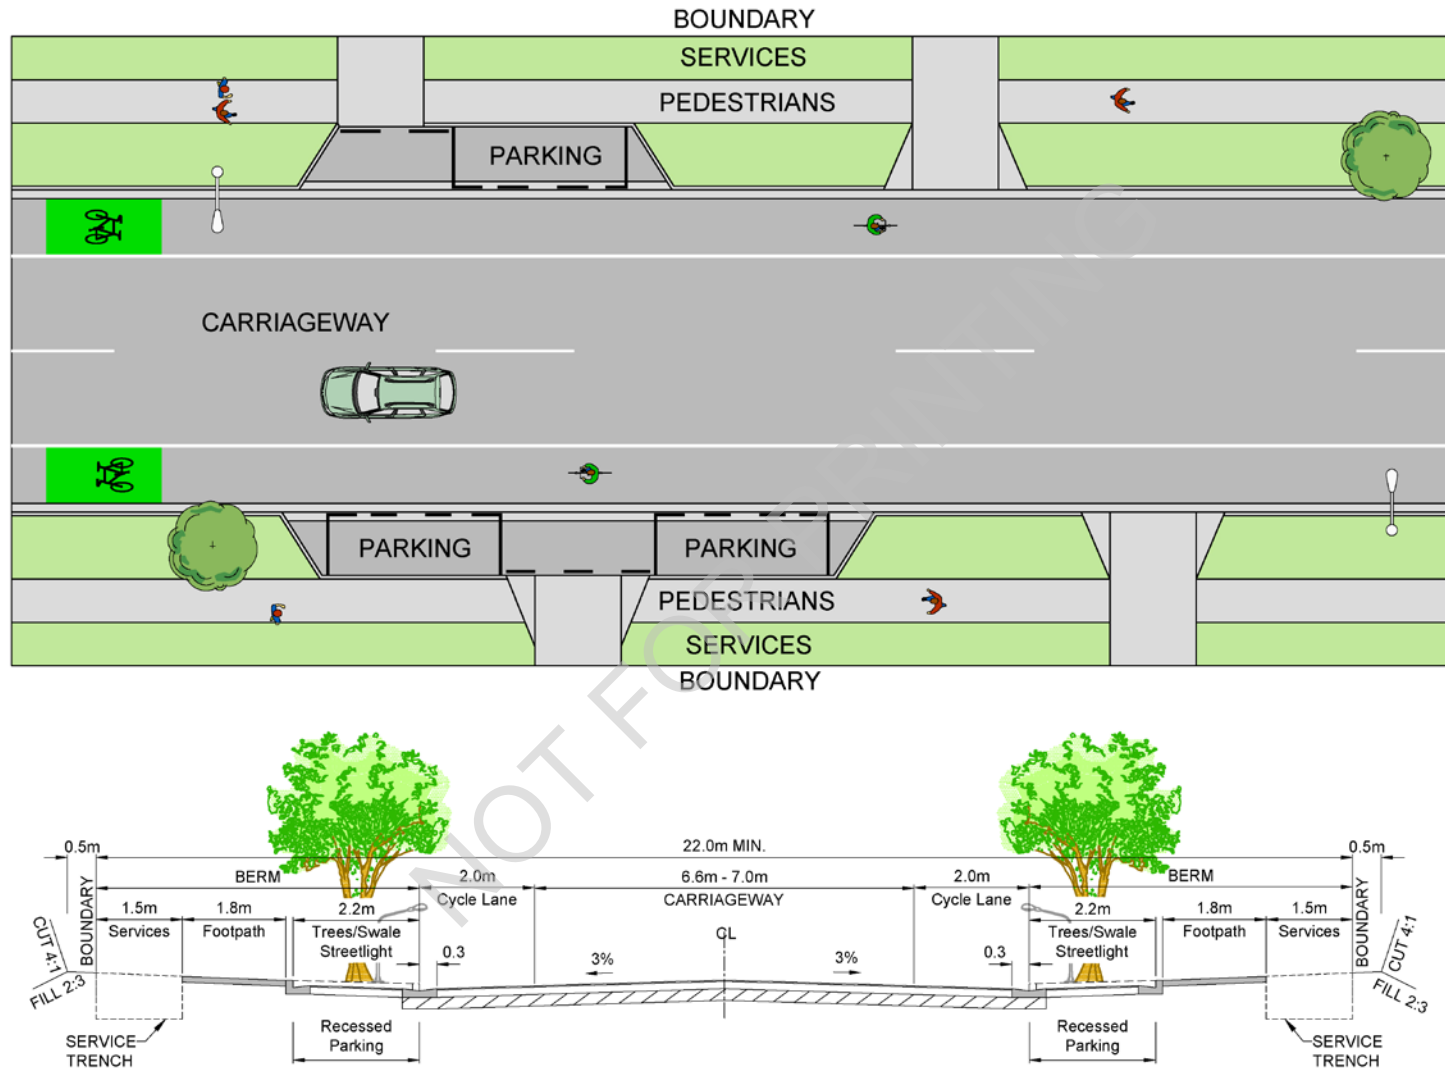 BOUNDARY
SERVICES
PEDESTRIANS
PARKING
CARRIAGEWAY
PARKING
PARKING
PEDESTRIANS
SERVICES
BOUNDARY
NOT FOR PRINTING
0.5m
22.0m MIN.
0.5m
BERM
2.0m
6.6m - 7.0m
2.0m
BERM
Cycle Lane
CARRIAGEWAY
Cycle Lane
1.5m
1.8m
2.2m
2.2m
1.8m
1.5m
Services
Footpath
Trees/Swale
Streetlight
Trees/Swale
Streetlight
Footpath
Services
BOUNDARY
BOUNDARY
CUT 4:1
FILL 2:3
CUT 4:1
FILL 2:3
0.3
3%
CL
3%
0.3
SERVICE
TRENCH
Recessed
Parking
Recessed
Parking
SERVICE
TRENCH